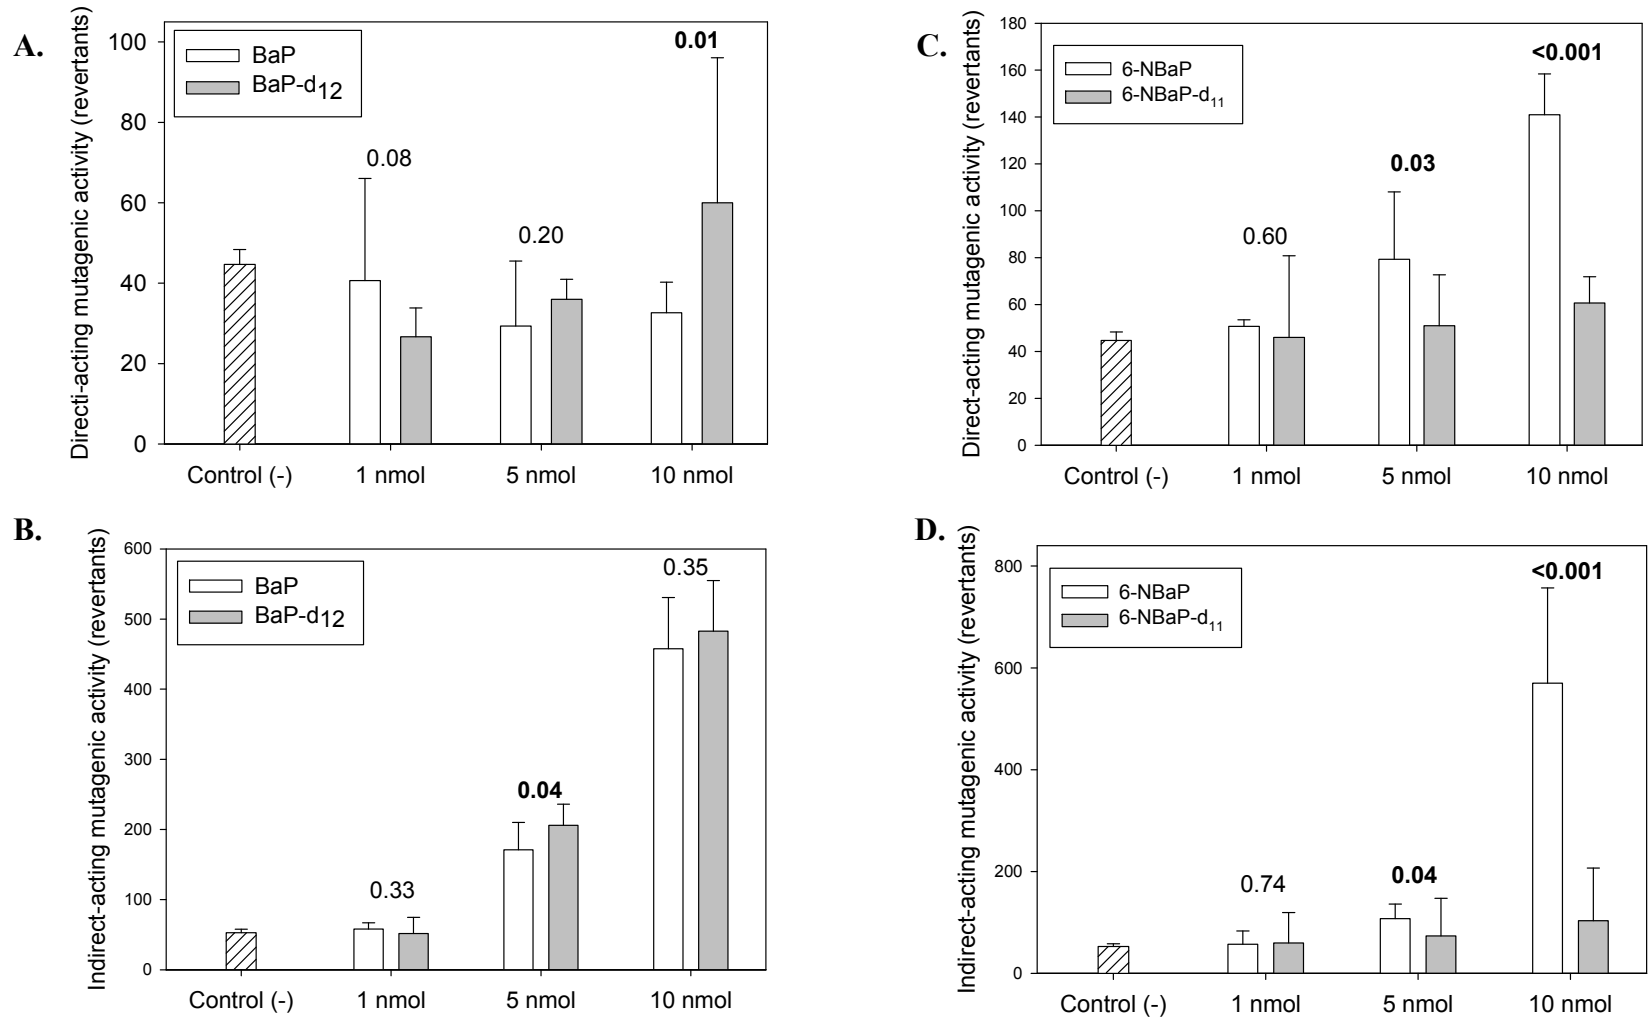 A.
Directi-acting mutagenic activity (revertants)
100
80
60
40
20
0
BaP
BaP-d12
0.08
0.20
0.01
Control (-) 1 nmol 5 nmol 10 nmol
C.
Direct-acting mutagenic activity (revertants)
180
160
140
120
100
80
60
40
20
0
6-NBaP
6-NBaP-d11
0.60
0.03
<0.001
Control (-) 1 nmol 5 nmol 10 nmol
B.
Indirect-acting mutagenic activity (revertants)
600
500
400
300
200
100
0
BaP
BaP-d12
0.33
0.04
0.35
Control (-) 1 nmol 5 nmol 10 nmol
D.
Indirect-acting mutagenic activity (revertants)
800
600
400
200
0
6-NBaP
6-NBaP-d11
0.74
0.04
<0.001
Control (-) 1 nmol 5 nmol 10 nmol